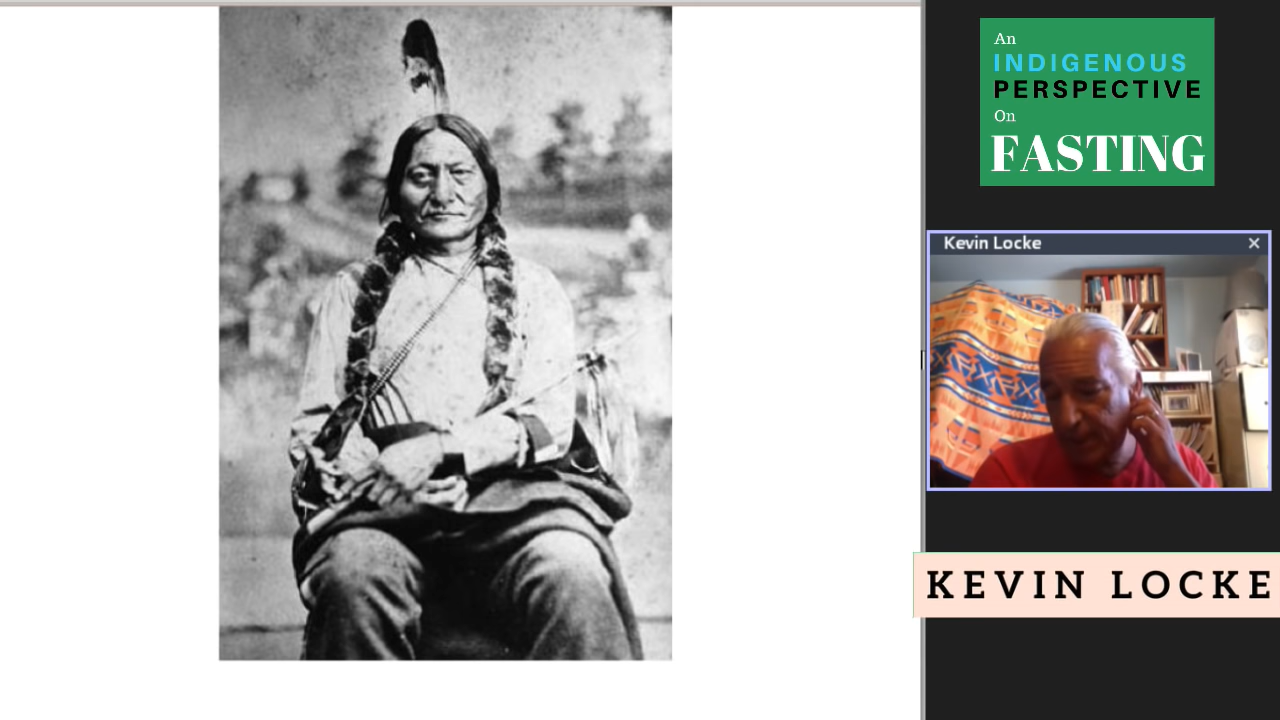 An
INDIGENOUS
PERSPECTIVE
On
FASTING
Kevin Locke
KEVIN LOCKE